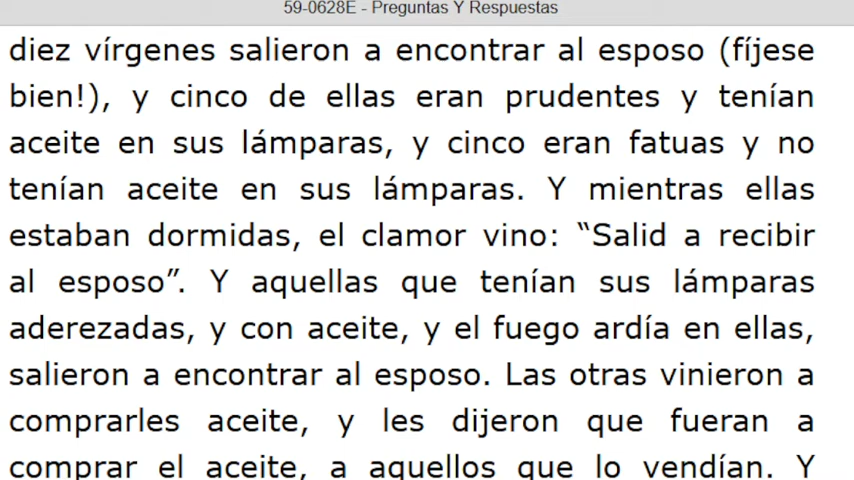 59-0628E - Preguntas Y Respuestas
diez vírgenes salieron a encontrar al esposo (fíjese
bien!), y cinco de ellas eran prudentes y tenían
aceite en sus lámparas, y cinco eran fatuas y no
tenían aceite en sus lámparas. Y mientras ellas
estaban dormidas, el clamor vino: “Salid a recibir
al esposo”. Y aquellas que tenían sus lámparas
aderezadas, y con aceite, y el fuego ardía en ellas,
salieron a encontrar al esposo. Las otras vinieron a
comprarles aceite, y les dijeron que fueran a
comprar el aceite, a aquellos que lo vendían. Y